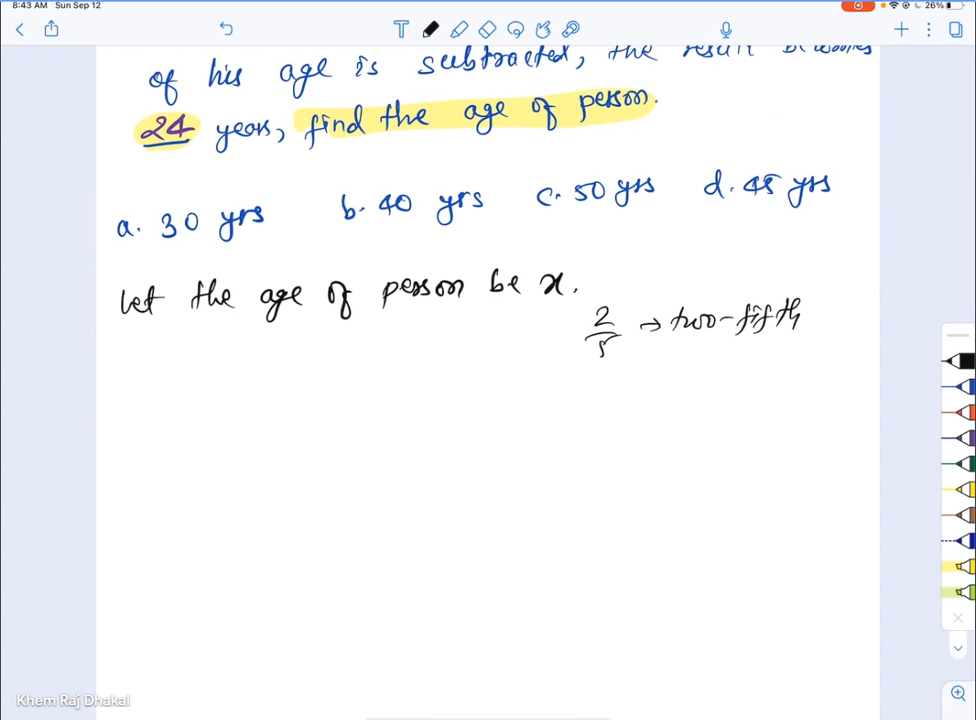 8:43 AM Sun Sep 12
26%
of his age is subtracted, the result becomes
24 years, find the age of person.
a. 30 yrs b. 40 yrs c. 50 yrs d. 45 yrs
Let the age of person be x.
2/5 → two-fifth
Khem Raj Dhakal